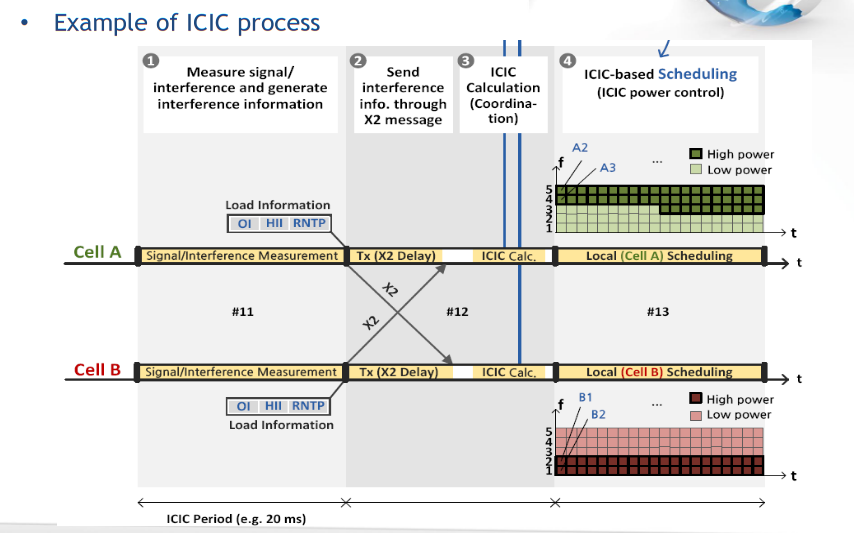 • Example of ICIC process
1
Measure signal/
interference and generate
interference information
2
Send
interference
info. through
X2 message
3
ICIC
Calculation
(Coordina-
tion)
4
ICIC-based Scheduling
(ICIC power control)
A2
A3
...
High power
Low power
f
5
4
3
2
1
t
Load Information
OI HII RNTP
Cell A
Signal/Interference Measurement
Tx (X2 Delay)
ICIC Calc.
Local (Cell A) Scheduling
t
X2
X2
#11
#12
#13
Cell B
Signal/Interference Measurement
Tx (X2 Delay)
ICIC Calc.
Local (Cell B) Scheduling
t
OI HII RNTP
Load Information
B1
B2
...
High power
Low power
f
5
4
3
2
1
t
ICIC Period (e.g. 20 ms)